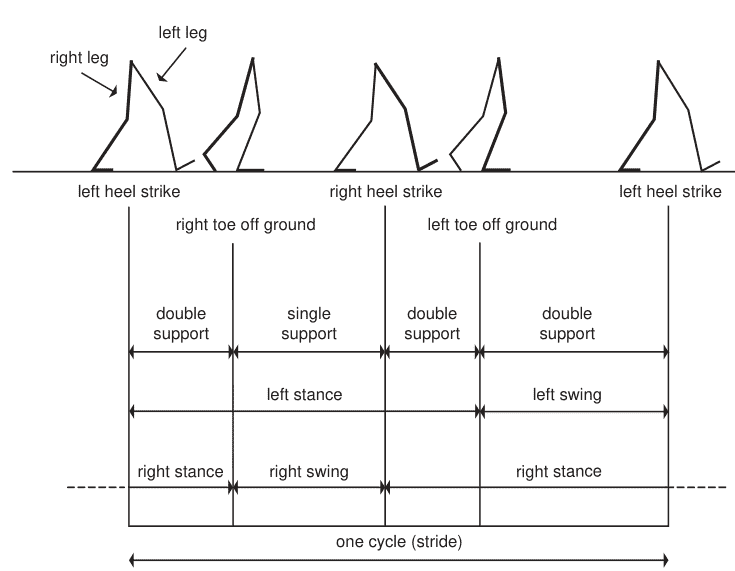 left leg
right leg
left heel strike
right heel strike
left heel strike
right toe off ground
left toe off ground
double
support
single
support
double
support
double
support
left stance
left swing
right stance
right swing
right stance
one cycle (stride)